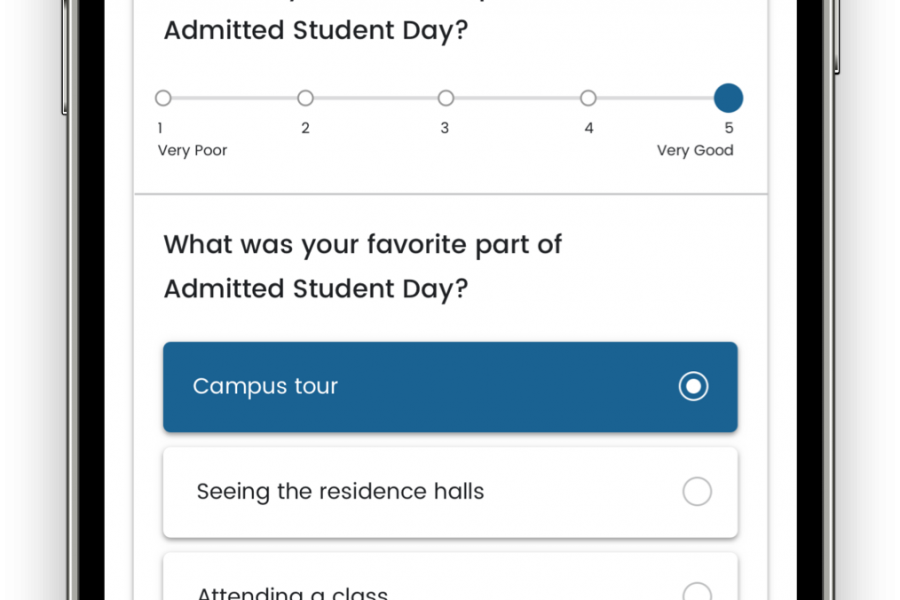 Admitted Student Day?
1 2 3 4 5
Very Poor Very Good
What was your favorite part of
Admitted Student Day?
Campus tour
Seeing the residence halls
Attending a class